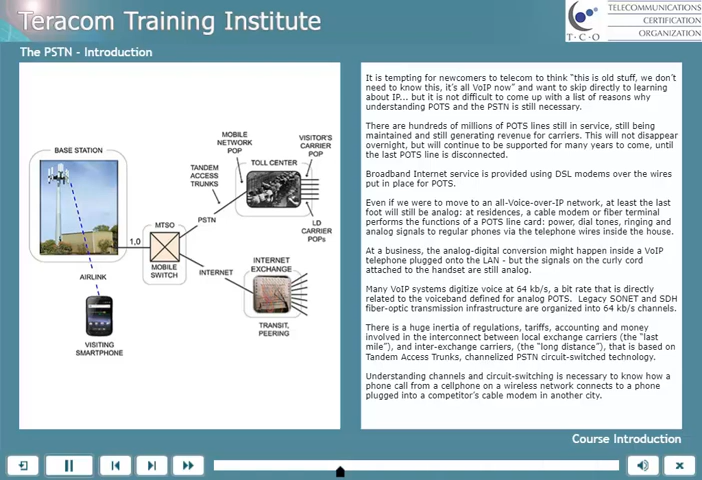 Teracom Training Institute
TELECOMMUNICATIONS
CERTIFICATION
ORGANIZATION
T·C·O
The PSTN - Introduction
BASE STATION
AIRLINK
VISITING
SMARTPHONE
1,0
MTSO
MOBILE
SWITCH
PSTN
INTERNET
TANDEM
ACCESS
TRUNKS
MOBILE
NETWORK
POP
TOLL CENTER
VISITOR'S
CARRIER
POP
LD
CARRIER
POPs
INTERNET
EXCHANGE
TRANSIT,
PEERING
It is tempting for newcomers to telecom to think "this is old stuff, we don't
need to know this, it's all VoIP now" and want to skip directly to learning
about IP... but it is not difficult to come up with a list of reasons why
understanding POTS and the PSTN is still necessary.
There are hundreds of millions of POTS lines still in service, still being
maintained and still generating revenue for carriers. This will not disappear
overnight, but will continue to be supported for many years to come, until
the last POTS line is disconnected.
Broadband Internet service is provided using DSL modems over the wires
put in place for POTS.
Even if we were to move to an all-Voice-over-IP network, at least the last
foot will still be analog: at residences, a cable modem or fiber terminal
performs the functions of a POTS line card: power, dial tones, ringing and
analog signals to regular phones via the telephone wires inside the house.
At a business, the analog-digital conversion might happen inside a VoIP
telephone plugged onto the LAN - but the signals on the curly cord
attached to the handset are still analog.
Many VoIP systems digitize voice at 64 kb/s, a bit rate that is directly
related to the voiceband defined for analog POTS. Legacy SONET and SDH
fiber-optic transmission infrastructure are organized into 64 kb/s channels.
There is a huge inertia of regulations, tariffs, accounting and money
involved in the interconnect between local exchange carriers (the "last
mile"), and inter-exchange carriers, (the "long distance"), that is based on
Tandem Access Trunks, channelized PSTN circuit-switched technology.
Understanding channels and circuit-switching is necessary to know how a
phone call from a cellphone on a wireless network connects to a phone
plugged into a competitor's cable modem in another city.
Course Introduction